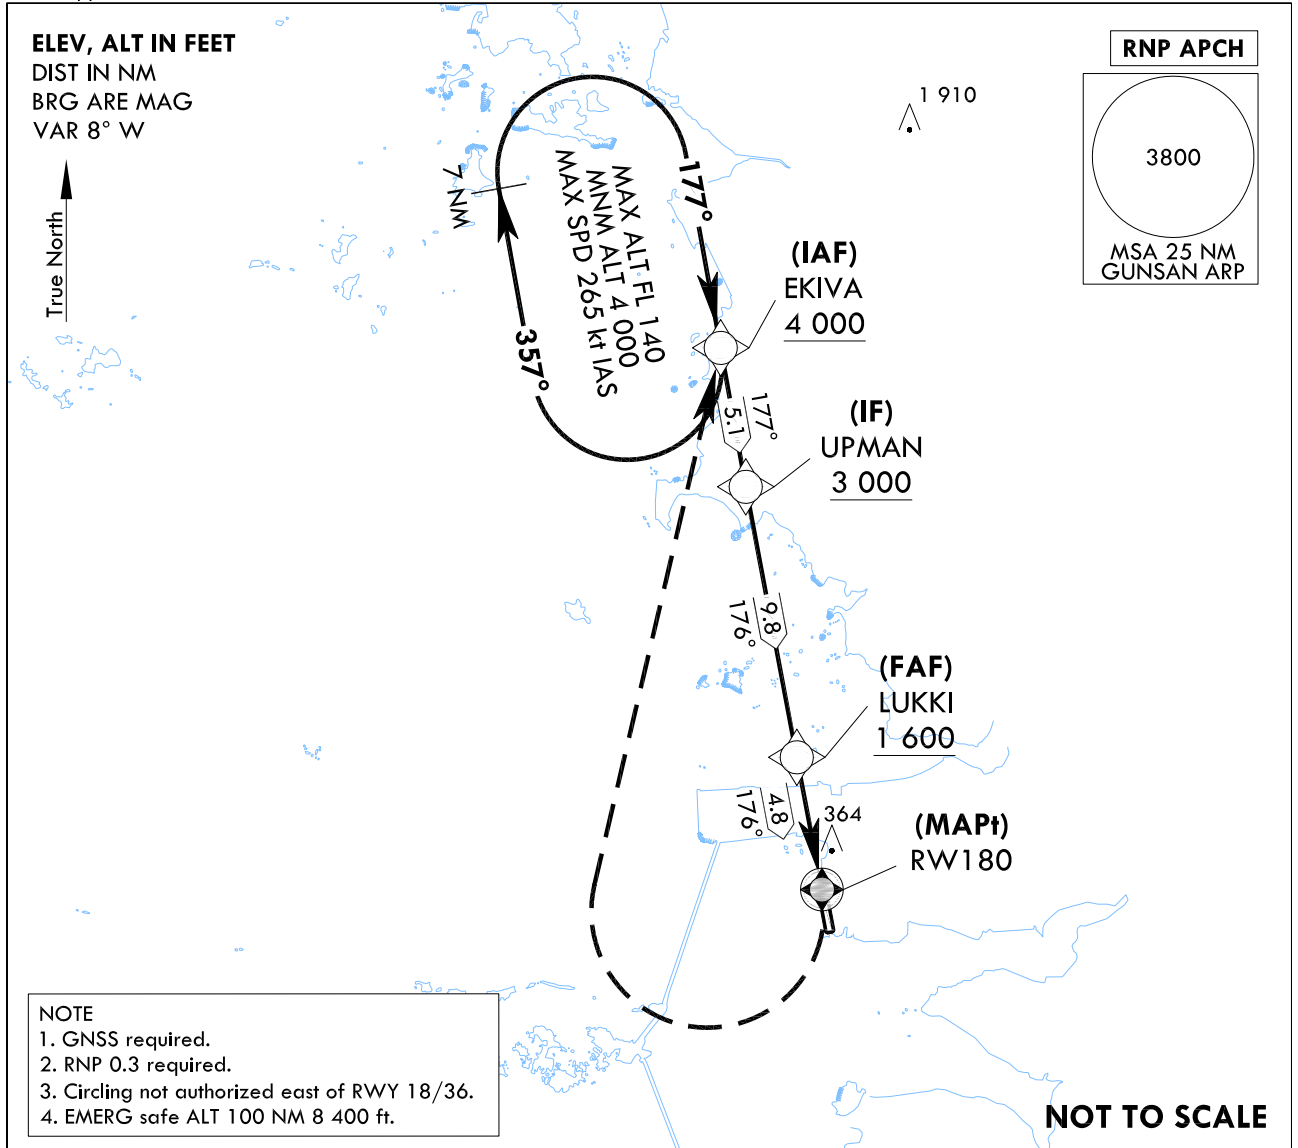 ELEV, ALT IN FEET
DIST IN NM
BRG ARE MAG
VAR 8° W
True North
RNP APCH
3800
MSA 25 NM
GUNSAN ARP
1 910
7 NM
177°
MAX ALT FL 140
MNM ALT 4 000
MAX SPD 265 kt IAS
357°
(IAF)
EKIVA
4 000
177°
5.1
(IF)
UPMAN
3 000
9.8
176°
(FAF)
LUKKI
1 600
4.8
176°
364
(MAPt)
RW180
NOTE
1. GNSS required.
2. RNP 0.3 required.
3. Circling not authorized east of RWY 18/36.
4. EMERG safe ALT 100 NM 8 400 ft.
NOT TO SCALE